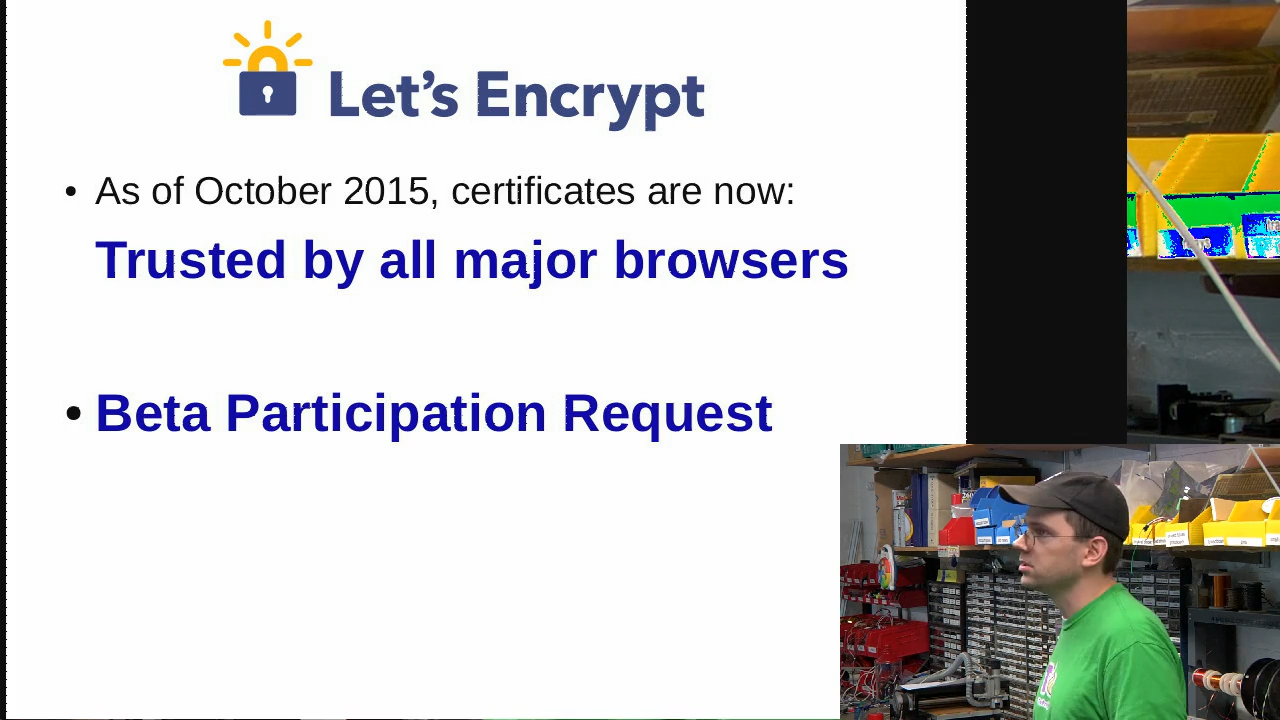 Let's Encrypt
• As of October 2015, certificates are now:
Trusted by all major browsers
• Beta Participation Request